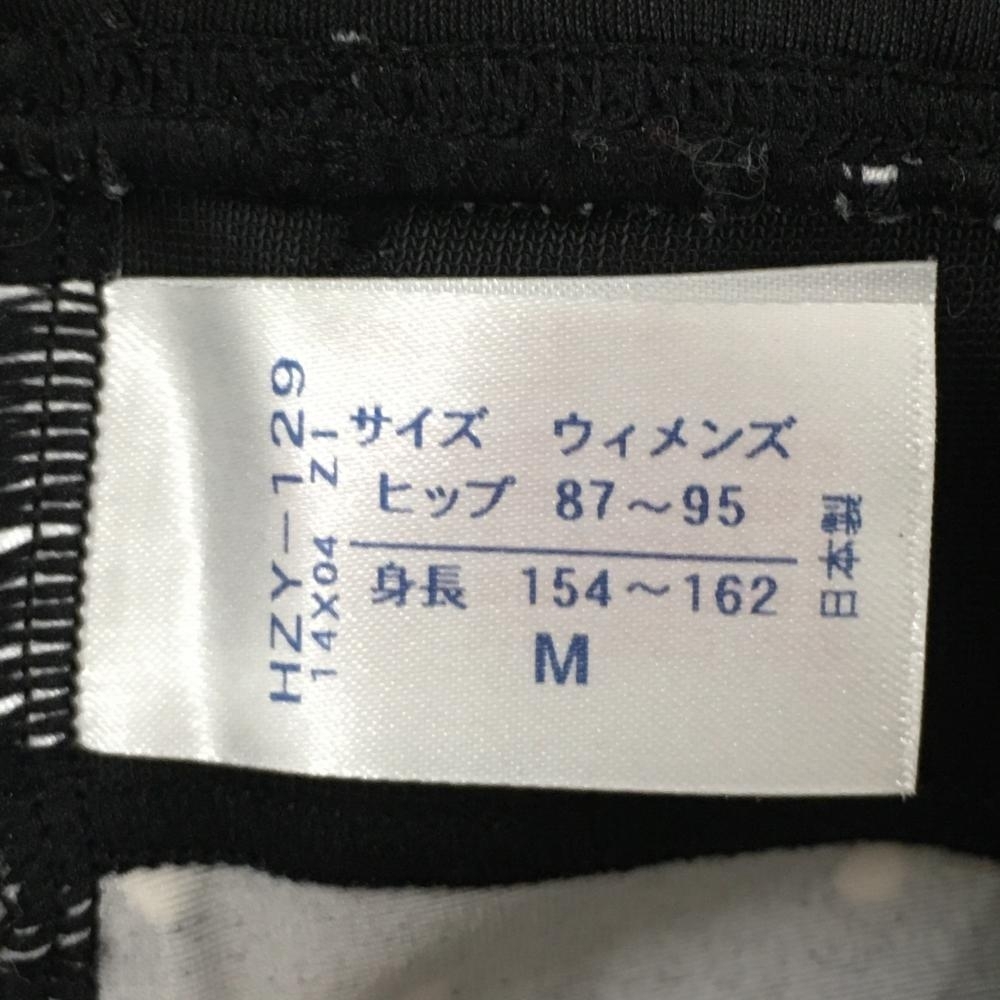 サイズ ウィメンズ
ヒップ 87～95
身長 154～162
M
日本製
HZY－129
14X04 Z1